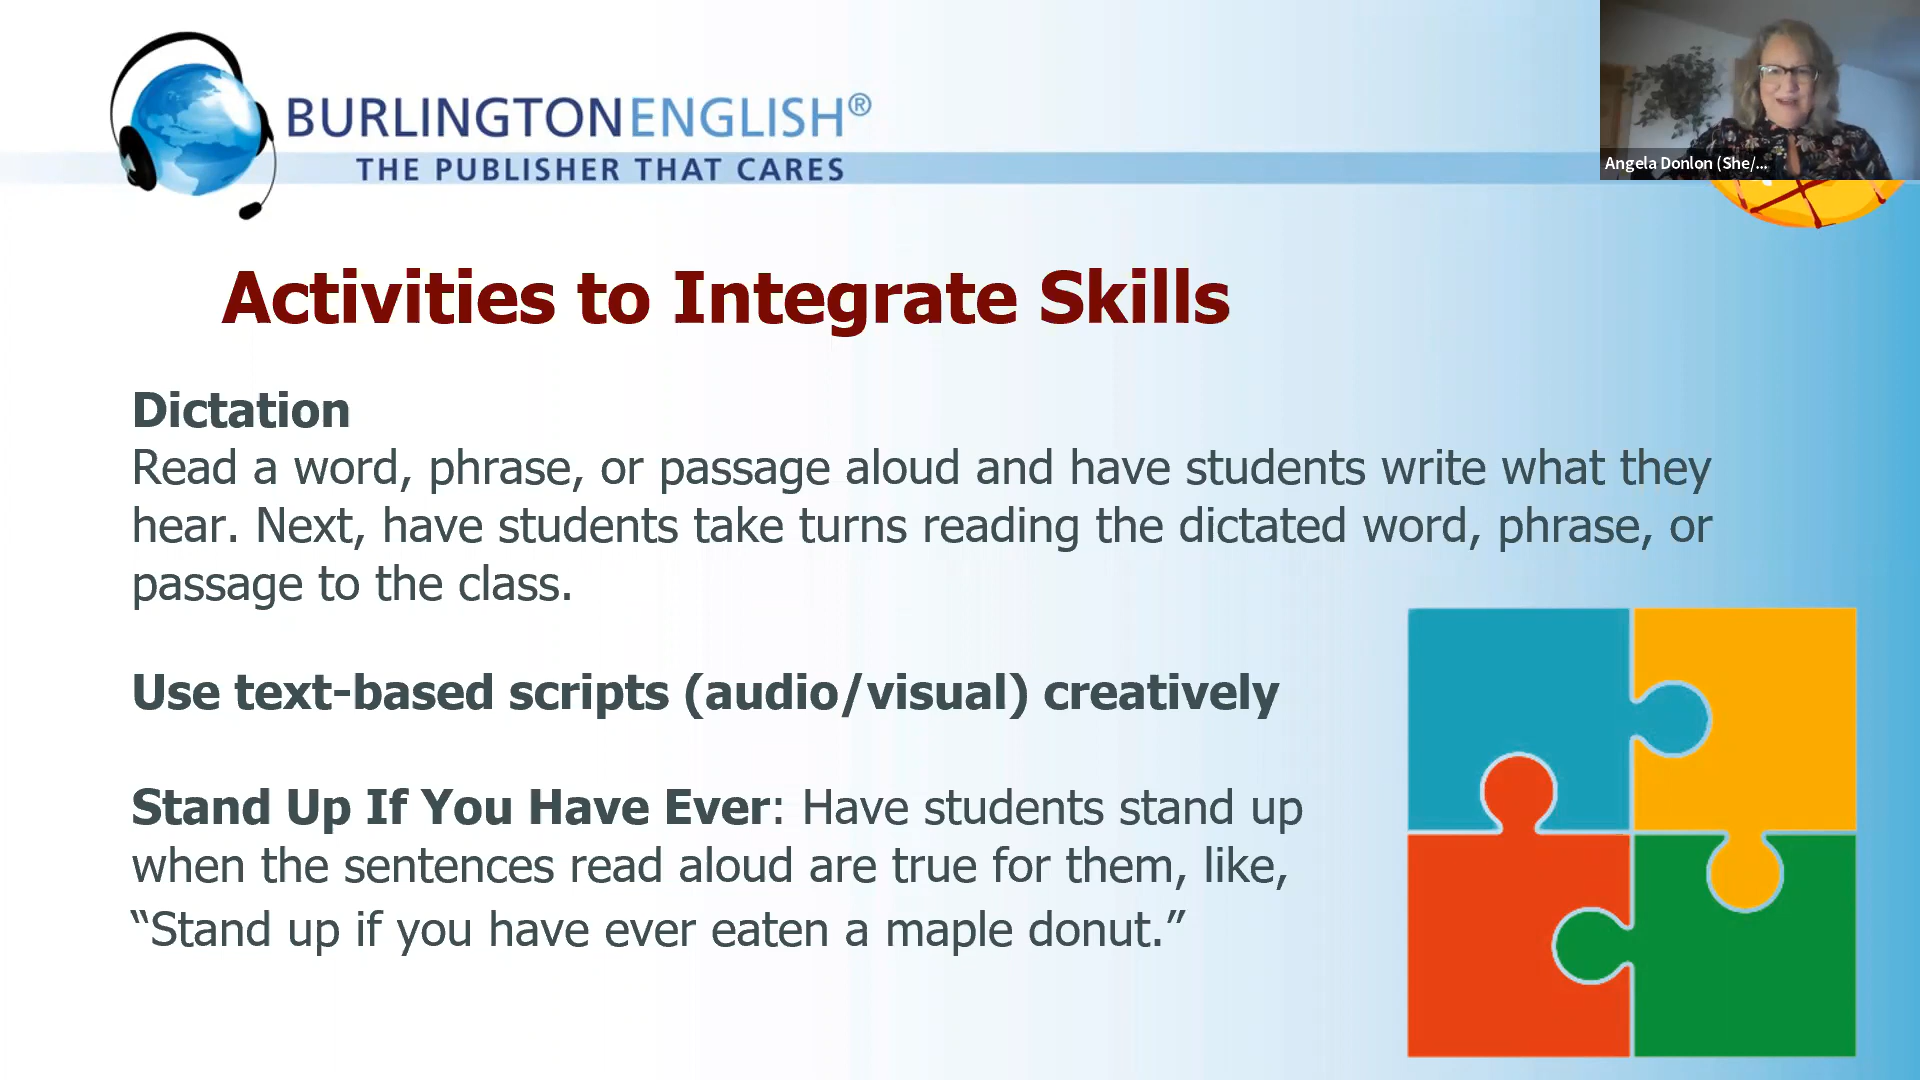 BURLINGTONENGLISH®
THE PUBLISHER THAT CARES
Angela Donlon (She/...
Activities to Integrate Skills
Dictation
Read a word, phrase, or passage aloud and have students write what they
hear. Next, have students take turns reading the dictated word, phrase, or
passage to the class.
Use text-based scripts (audio/visual) creatively
Stand Up If You Have Ever: Have students stand up
when the sentences read aloud are true for them, like,
“Stand up if you have ever eaten a maple donut.”